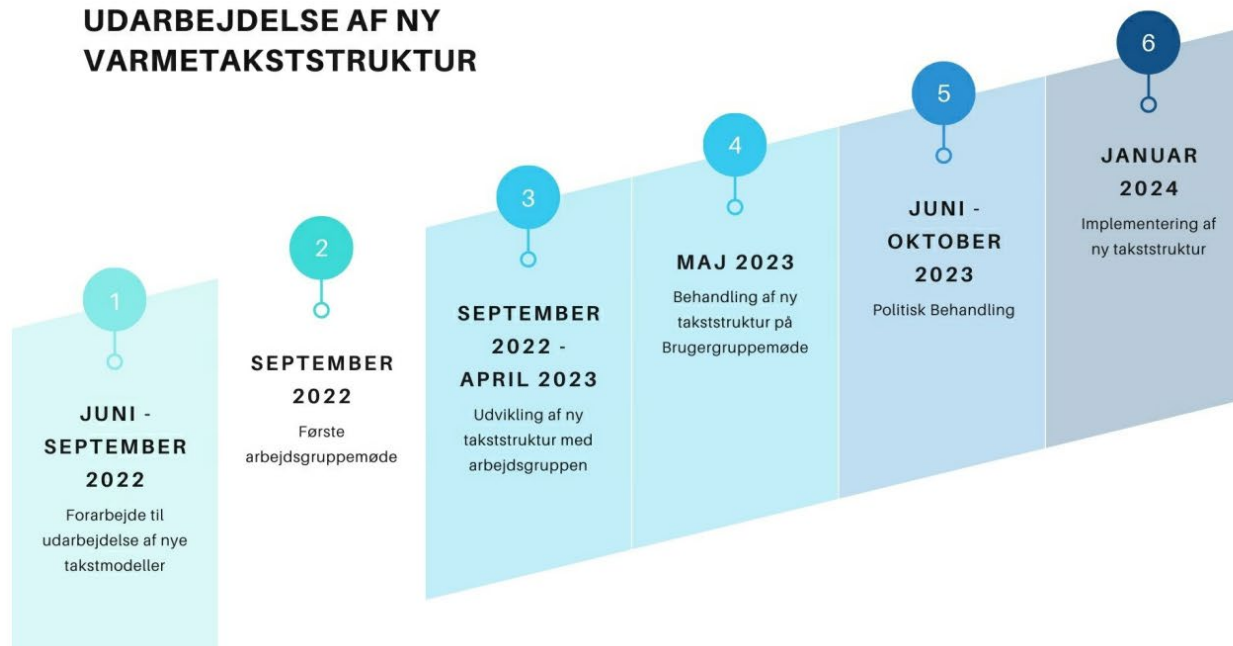 UDARBEJDELSE AF NY
VARMETAKSTSTRUKTUR
1
JUNI -
SEPTEMBER
2022
Forarbejde til
udarbejdelse af nye
takstmodeller
2
SEPTEMBER
2022
Første
arbejdsgruppemøde
3
SEPTEMBER
2022 -
APRIL 2023
Udvikling af ny
takststruktur med
arbejdsgruppen
4
MAJ 2023
Behandling af ny
takststruktur på
Brugergruppemøde
5
JUNI -
OKTOBER
2023
Politisk Behandling
6
JANUAR
2024
Implementering af
ny takststruktur